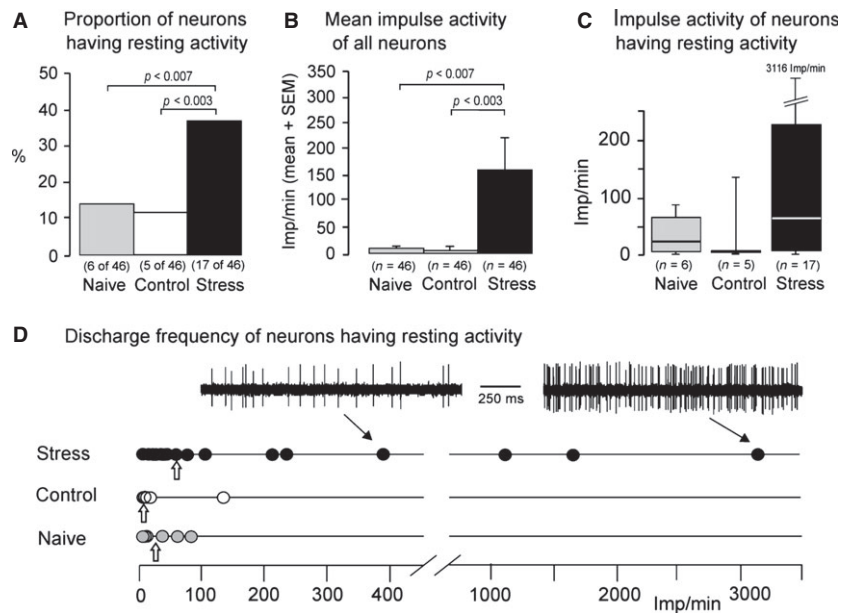 A Proportion of neurons
having resting activity
50
40
30
20
10
0
%
p < 0.007
p < 0.003
(6 of 46) (5 of 46) (17 of 46)
Naive Control Stress
B Mean impulse activity
of all neurons
Imp/min (mean + SEM)
350
300
250
200
150
100
50
0
p < 0.007
p < 0.003
(n = 46) (n = 46) (n = 46)
Naive Control Stress
C Impulse activity of neurons
having resting activity
3116 Imp/min
Imp/min
200
100
0
(n = 6) (n = 5) (n = 17)
Naive Control Stress
D Discharge frequency of neurons having resting activity
250 ms
Stress
Control
Naive
0 100 200 300 400 1000 2000 3000
Imp/min